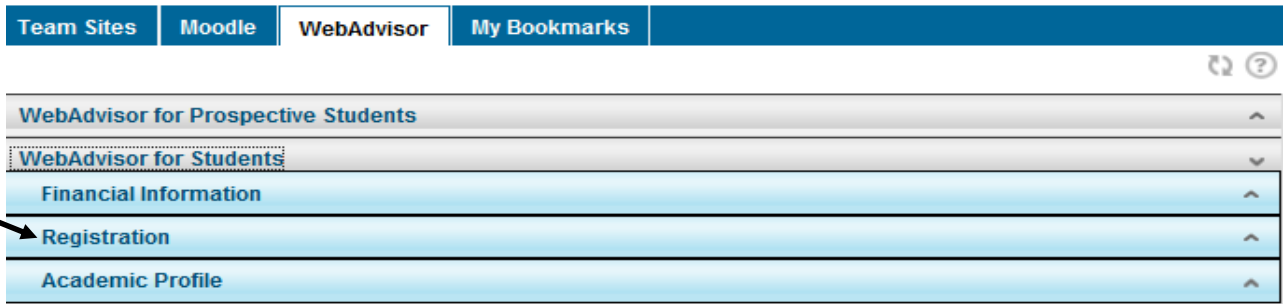 Team Sites Moodle WebAdvisor My Bookmarks
?
WebAdvisor for Prospective Students
WebAdvisor for Students
Financial Information
Registration
Academic Profile